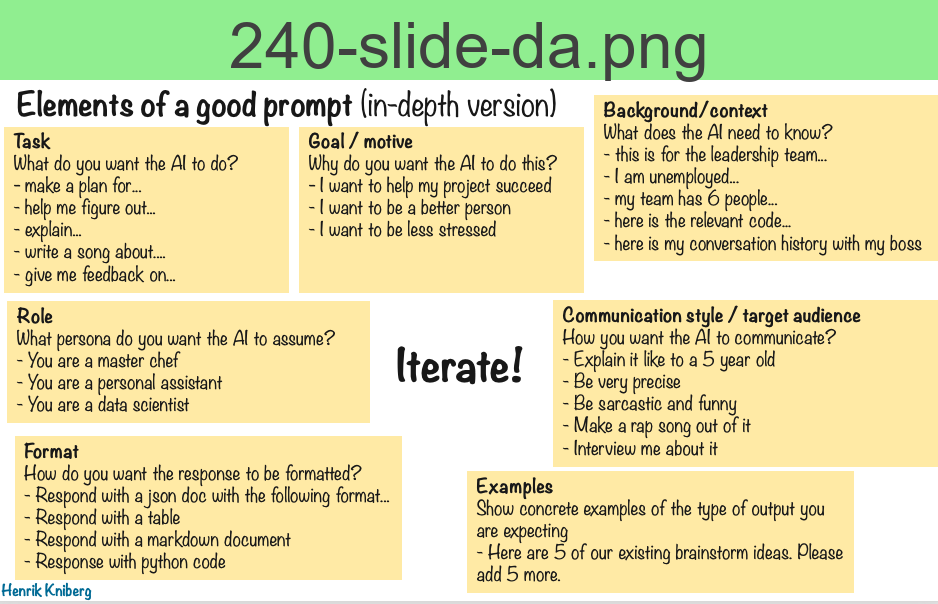 240-slide-da.png
Elements of a good prompt (in-depth version)
Task
What do you want the AI to do?
- make a plan for...
- help me figure out...
- explain...
- write a song about....
- give me feedback on...
Goal / motive
Why do you want the AI to do this?
- I want to help my project succeed
- I want to be a better person
- I want to be less stressed
Background/context
What does the AI need to know?
- this is for the leadership team...
- I am unemployed...
- my team has 6 people...
- here is the relevant code...
- here is my conversation history with my boss
Role
What persona do you want the AI to assume?
- You are a master chef
- You are a personal assistant
- You are a data scientist
Iterate!
Communication style / target audience
How you want the AI to communicate?
- Explain it like to a 5 year old
- Be very precise
- Be sarcastic and funny
- Make a rap song out of it
- Interview me about it
Format
How do you want the response to be formatted?
- Respond with a json doc with the following format...
- Respond with a table
- Respond with a markdown document
- Response with python code
Examples
Show concrete examples of the type of output you
are expecting
- Here are 5 of our existing brainstorm ideas. Please
add 5 more.
Henrik Kniberg